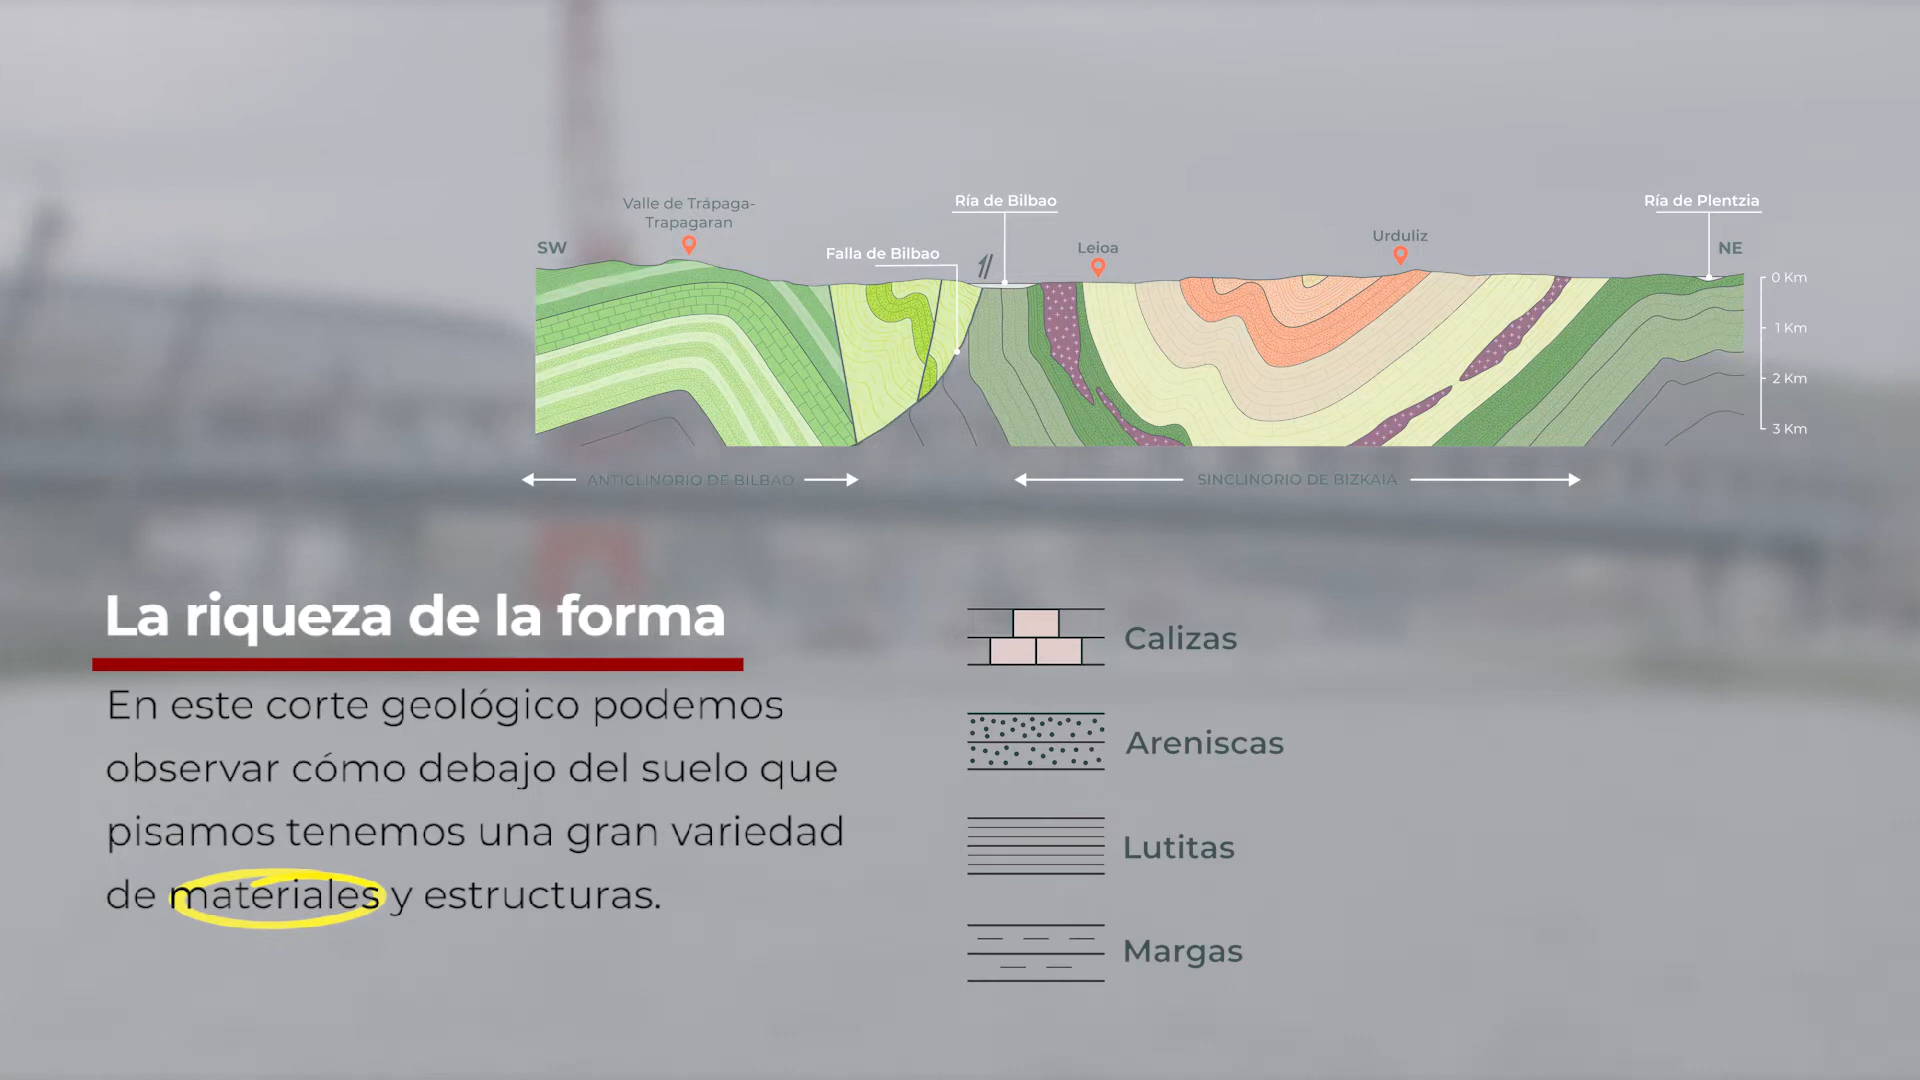 Valle de Trápaga-
Trapagaran
Ría de Bilbao
Ría de Plentzia
SW
Falla de Bilbao
Leioa
Urduliz
NE
0 Km
1 Km
2 Km
3 Km
ANTICLINORIO DE BILBAO
SINCLINORIO DE BIZKAIA
La riqueza de la forma
En este corte geológico podemos
observar cómo debajo del suelo que
pisamos tenemos una gran variedad
de materiales y estructuras.
Calizas
Areniscas
Lutitas
Margas